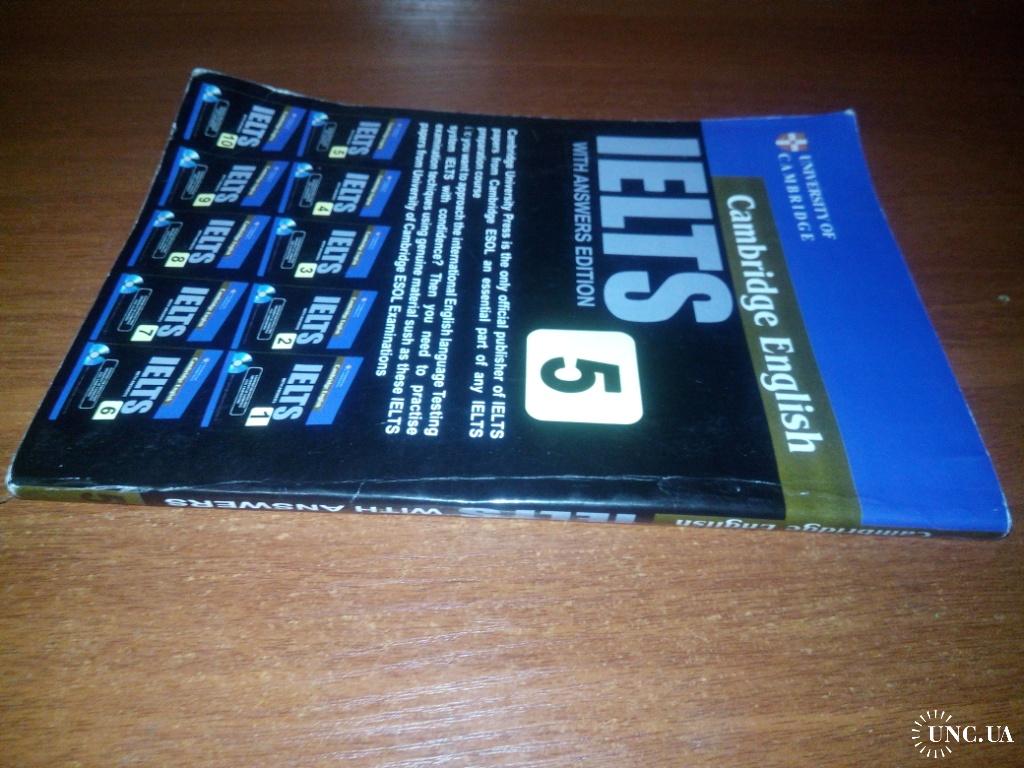 UNIVERSITY OF
CAMBRIDGE
Cambridge English
IELTS
WITH ANSWERS EDITION
5
Cambridge University Press is the only official publisher of IELTS
papers from Cambridge ESOL an essential part of any IELTS
preparation course
you want to approach the international English language Testing
system IELTS with condidence? Then you need to practise
examination techiques using genuine material sush as these IELTS
papers from University of Cambridge ESOL Examinations
IELTS
5
IELTS
4
IELTS
3
IELTS
2
IELTS
1
IELTS
10
IELTS
9
IELTS
8
IELTS
7
IELTS
6
Cambridge English
IELTS
WITH ANSWERS
5
UNC.UA